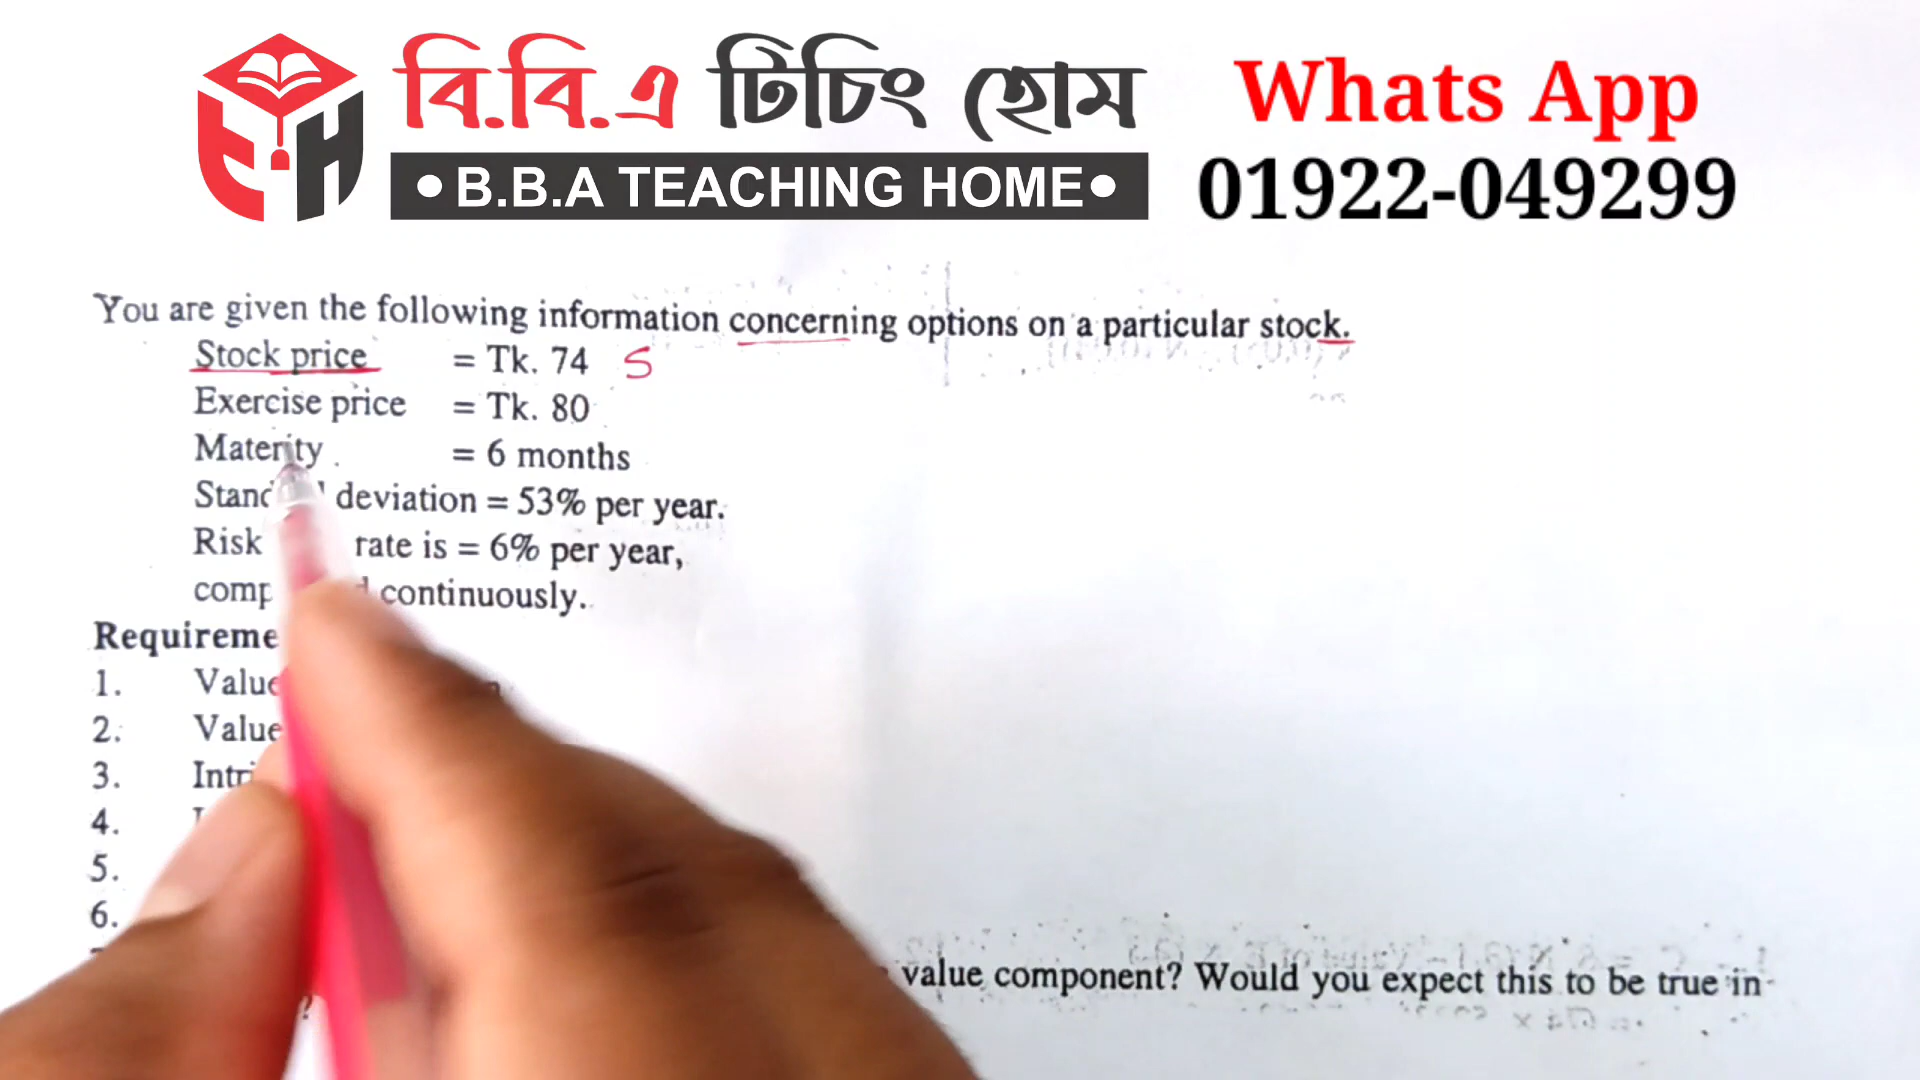 বি.বি.এ টিচিং হোম
• B.B.A TEACHING HOME •
Whats App
01922-049299
You are given the following information concerning options on a particular stock.
Stock price = Tk. 74 S
Exercise price = Tk. 80
Materity = 6 months
deviation = 53% per year.
Risk rate is = 6% per year,
continuously.
1. Value
2. Value
3.
4.
5.
6.
value component? Would you expect this to be true in
?